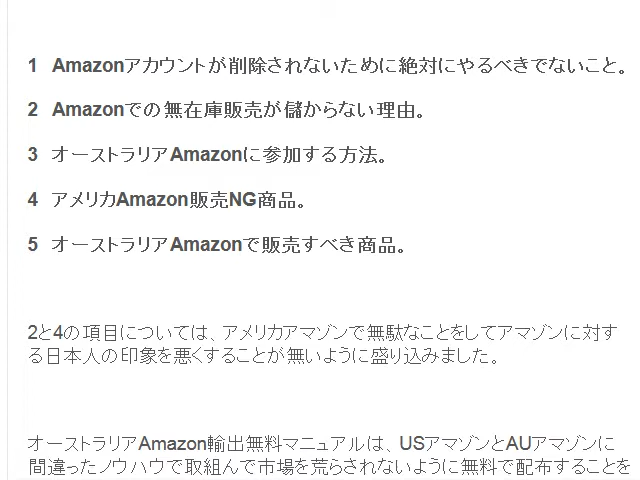 1 Amazonアカウントが削除されないために絶対にやるべきでないこと。
2 Amazonでの無在庫販売が儲からない理由。
3 オーストラリアAmazonに参加する方法。
4 アメリカAmazon販売NG商品。
5 オーストラリアAmazonで販売すべき商品。
2と4の項目については、アメリカアマゾンで無駄なことをしてアマゾンに対す
る日本人の印象を悪くすることが無いように盛り込みました。
オーストラリアAmazon輸出無料マニュアルは、USアマゾンとAUアマゾンに
間違ったノウハウで取組んで市場を荒らされないように無料で配布することを